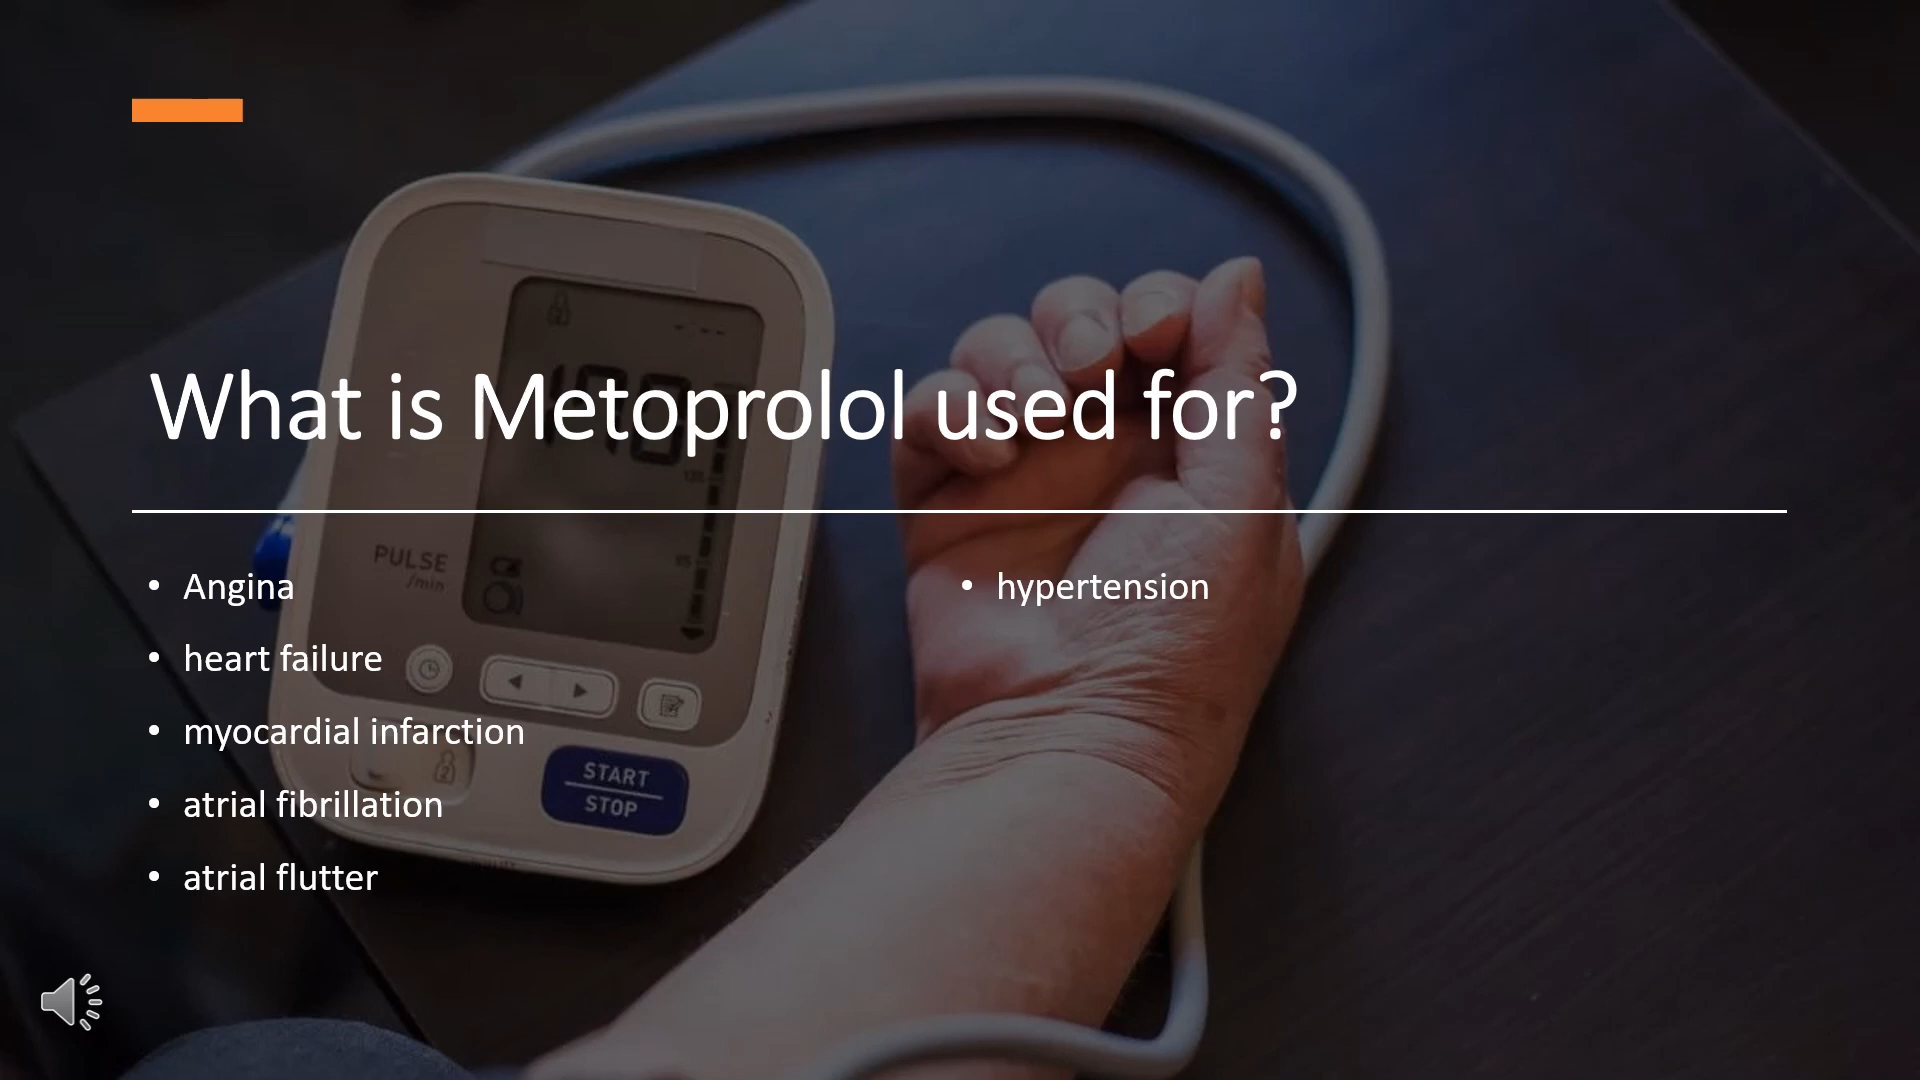 What is Metoprolol used for?
• Angina
• heart failure
• myocardial infarction
• atrial fibrillation
• atrial flutter
• hypertension
PULSE
/min
START
STOP
2